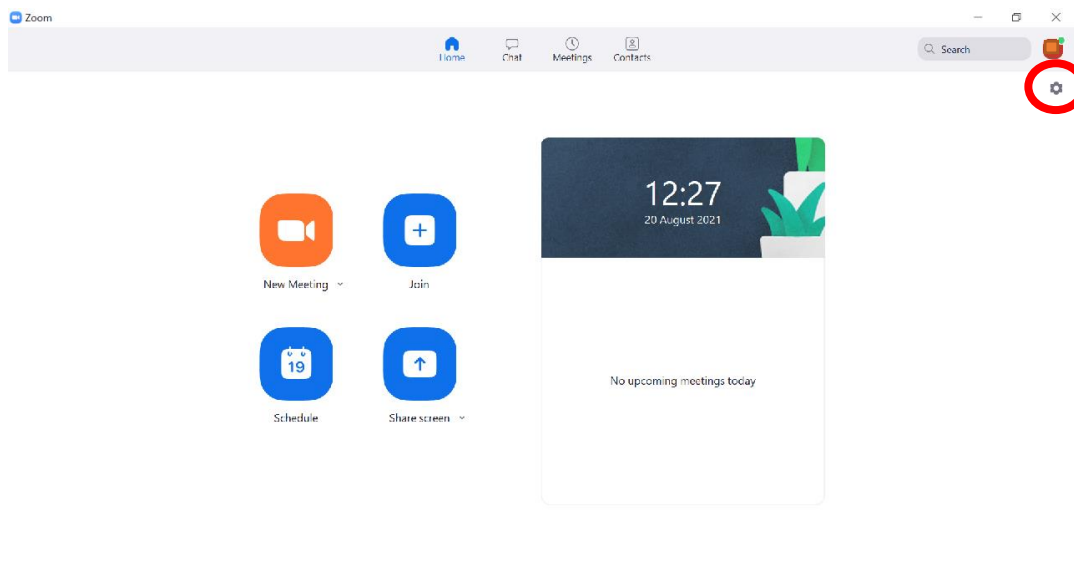 Zoom
Home
Chat
Meetings
Contacts
Search
12:27
20 August 2021
New Meeting
Join
19
Schedule
Share screen
No upcoming meetings today